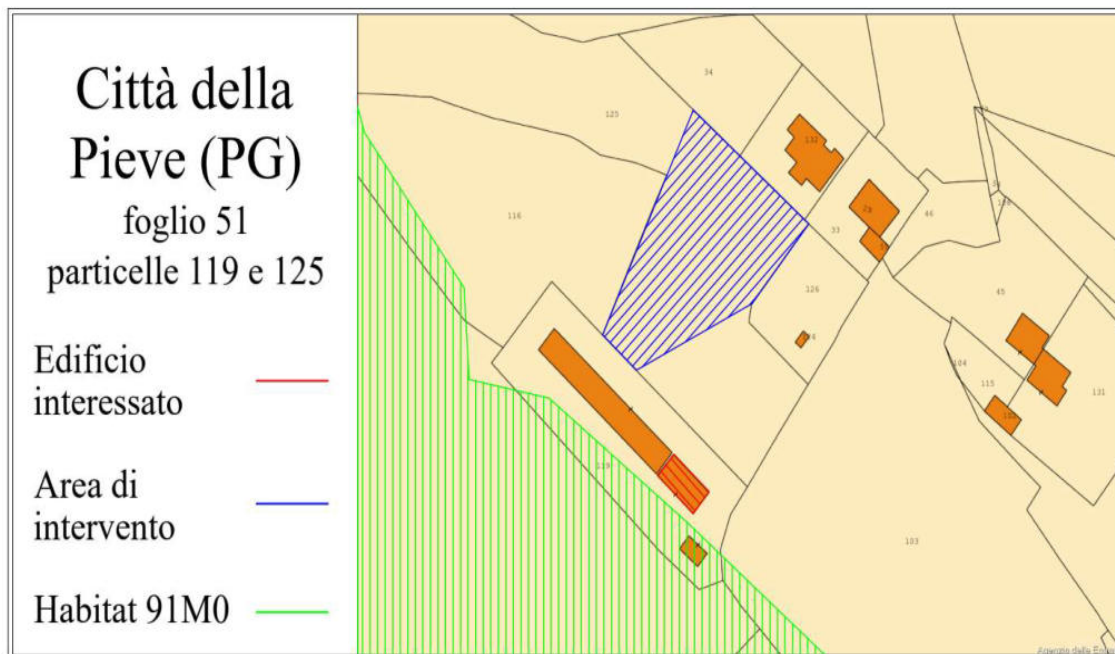 Città della
Pieve (PG)
foglio 51
particelle 119 e 125
Edificio
interessato
Area di
intervento
Habitat 91M0
34
125
132
116
33
46
126
45
104
115
131
119
103